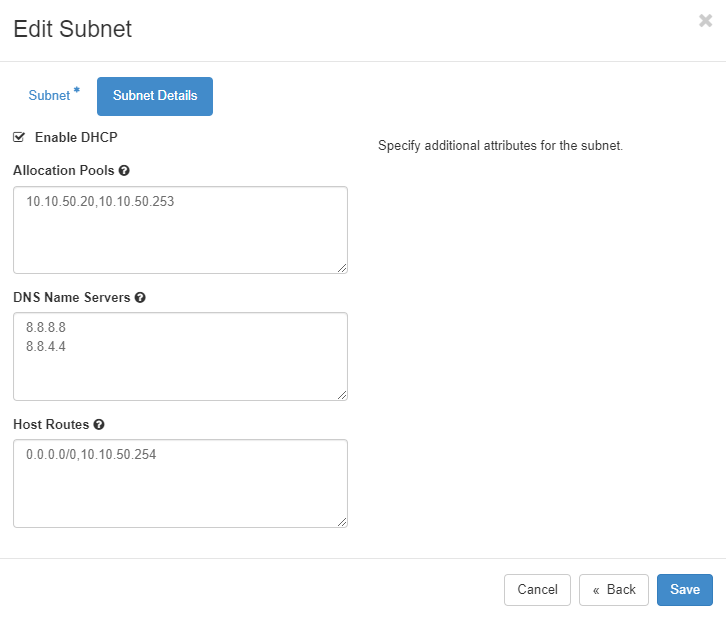 Edit Subnet
×
Subnet *
Subnet Details
Enable DHCP
Specify additional attributes for the subnet.
Allocation Pools
10.10.50.20,10.10.50.253
DNS Name Servers
8.8.8.8
8.8.4.4
Host Routes
0.0.0.0/0,10.10.50.254
Cancel
« Back
Save